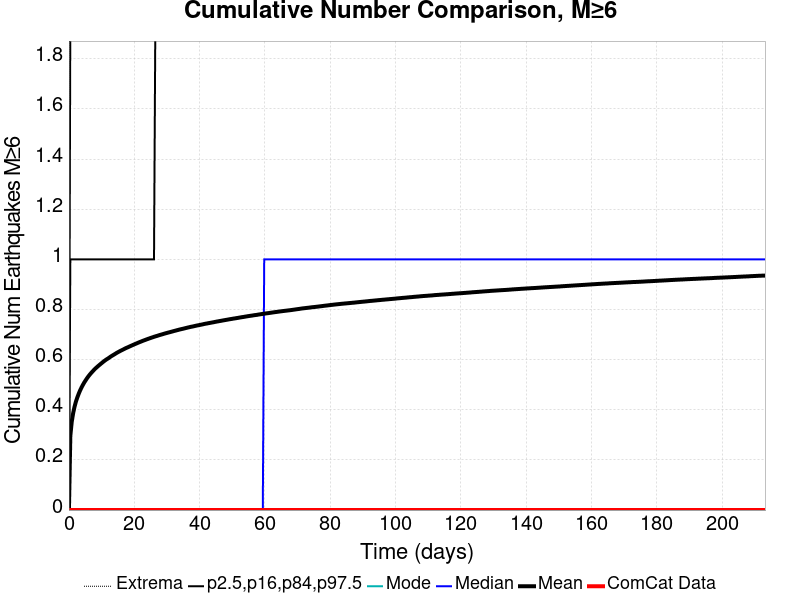 Cumulative Number Comparison, M≥6
Cumulative Num Earthquakes M≥6
1.8
1.6
1.4
1.2
1
0.8
0.6
0.4
0.2
0
0 20 40 60 80 100 120 140 160 180 200
Time (days)
Extrema p2.5,p16,p84,p97.5 Mode Median Mean ComCat Data